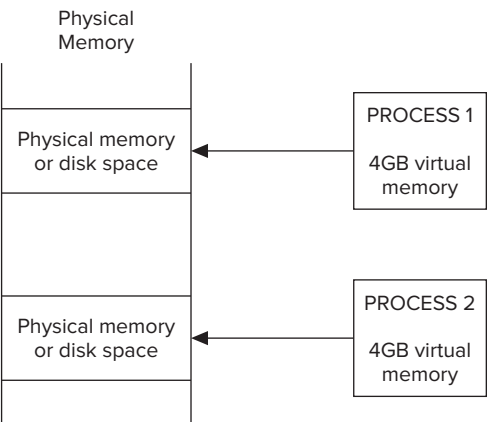 Physical
Memory
Physical memory
or disk space
PROCESS 1
4GB virtual
memory
Physical memory
or disk space
PROCESS 2
4GB virtual
memory